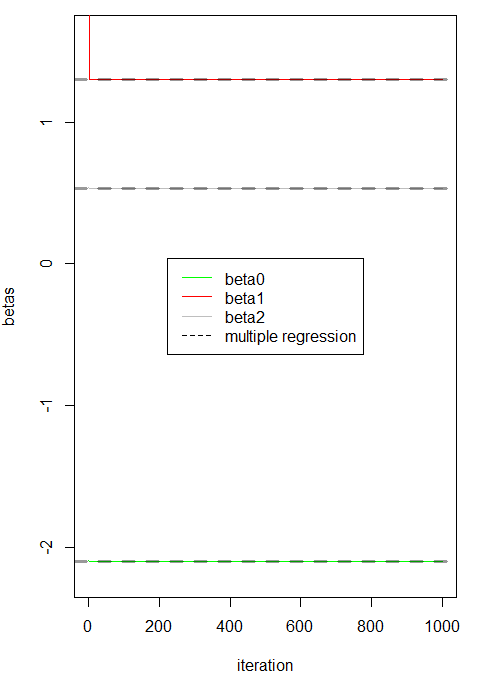 1
0
-1
-2
betas
beta0
beta1
beta2
multiple regression
0 200 400 600 800 1000
iteration